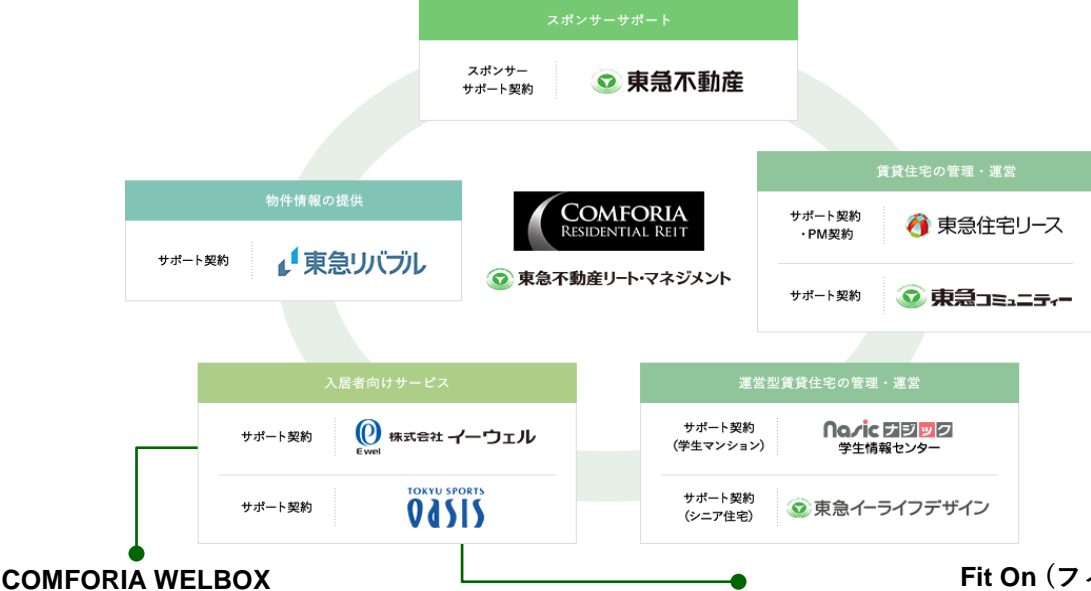 スポンサーサポート
スポンサー
サポート契約
東急不動産
物件情報の提供
サポート契約
東急リバブル
COMFORIA
RESIDENTIAL REIT
東急不動産リート・マネジメント
賃貸住宅の管理・運営
サポート契約
・PM契約
東急住宅リース
サポート契約
東急コミュニティー
入居者向けサービス
サポート契約
Ewel
株式会社 イーウェル
サポート契約
TOKYU SPORTS
OASIS
運営型賃貸住宅の管理・運営
サポート契約
(学生マンション)
Nasic ナジック
学生情報センター
サポート契約
(シニア住宅)
東急イーライフデザイン
COMFORIA WELBOX
Fit On（フィ